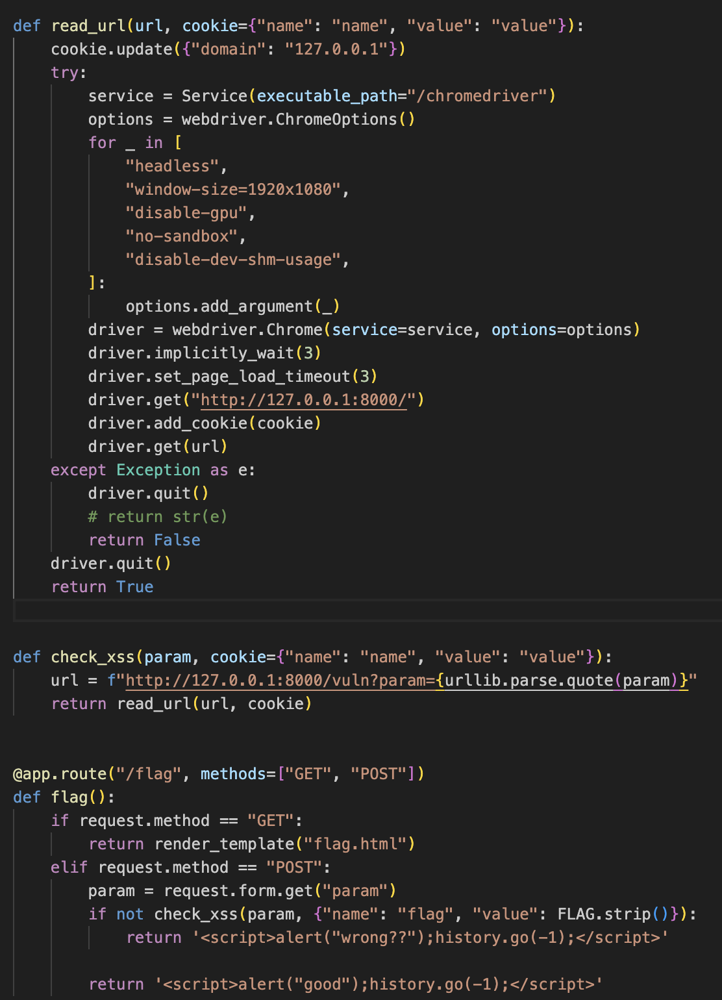 def read_url(url, cookie={"name": "name", "value": "value"}):
    cookie.update({"domain": "127.0.0.1"})
    try:
        service = Service(executable_path="/chromedriver")
        options = webdriver.ChromeOptions()
        for _ in [
            "headless",
            "window-size=1920x1080",
            "disable-gpu",
            "no-sandbox",
            "disable-dev-shm-usage",
        ]:
            options.add_argument(_)
        driver = webdriver.Chrome(service=service, options=options)
        driver.implicitly_wait(3)
        driver.set_page_load_timeout(3)
        driver.get("http://127.0.0.1:8000/")
        driver.add_cookie(cookie)
        driver.get(url)
    except Exception as e:
        driver.quit()
        # return str(e)
        return False
    driver.quit()
    return True

def check_xss(param, cookie={"name": "name", "value": "value"}):
    url = f"http://127.0.0.1:8000/vuln?param={urllib.parse.quote(param)}"
    return read_url(url, cookie)

@app.route("/flag", methods=["GET", "POST"])
def flag():
    if request.method == "GET":
        return render_template("flag.html")
    elif request.method == "POST":
        param = request.form.get("param")
        if not check_xss(param, {"name": "flag", "value": FLAG.strip()}):
            return '<script>alert("wrong??");history.go(-1);</script>'

        return '<script>alert("good");history.go(-1);</script>'